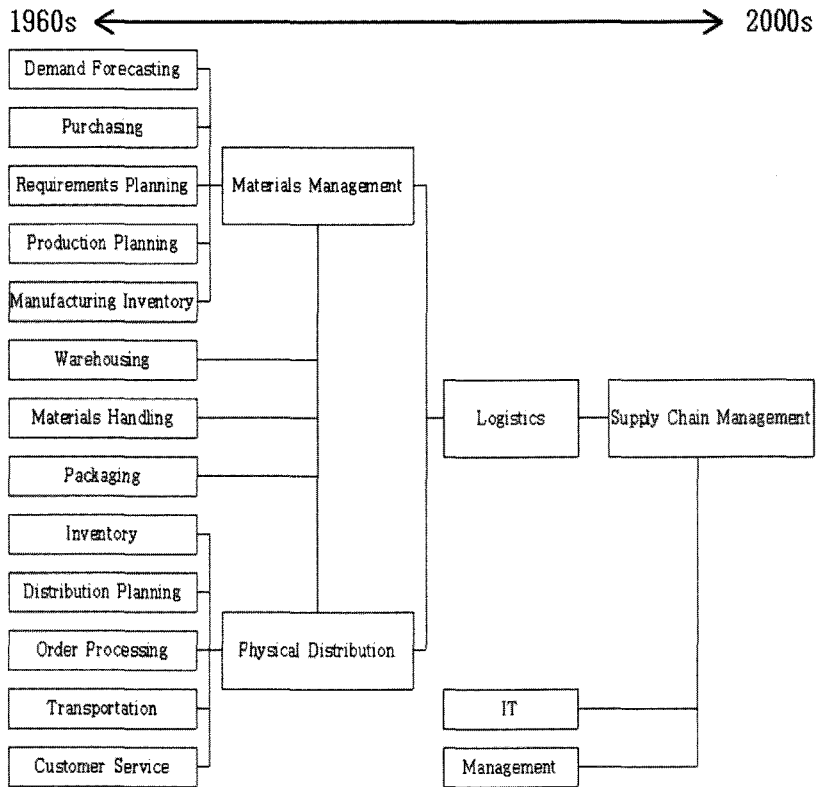 1960s 2000s
Demand Forecasting
Purchasing
Requirements Planning
Materials Management
Production Planning
Manufacturing Inventory
Warehousing
Materials Handling
Logistics
Supply Chain Management
Packaging
Inventory
Distribution Planning
Order Processing
Physical Distribution
Transportation
IT
Customer Service
Management